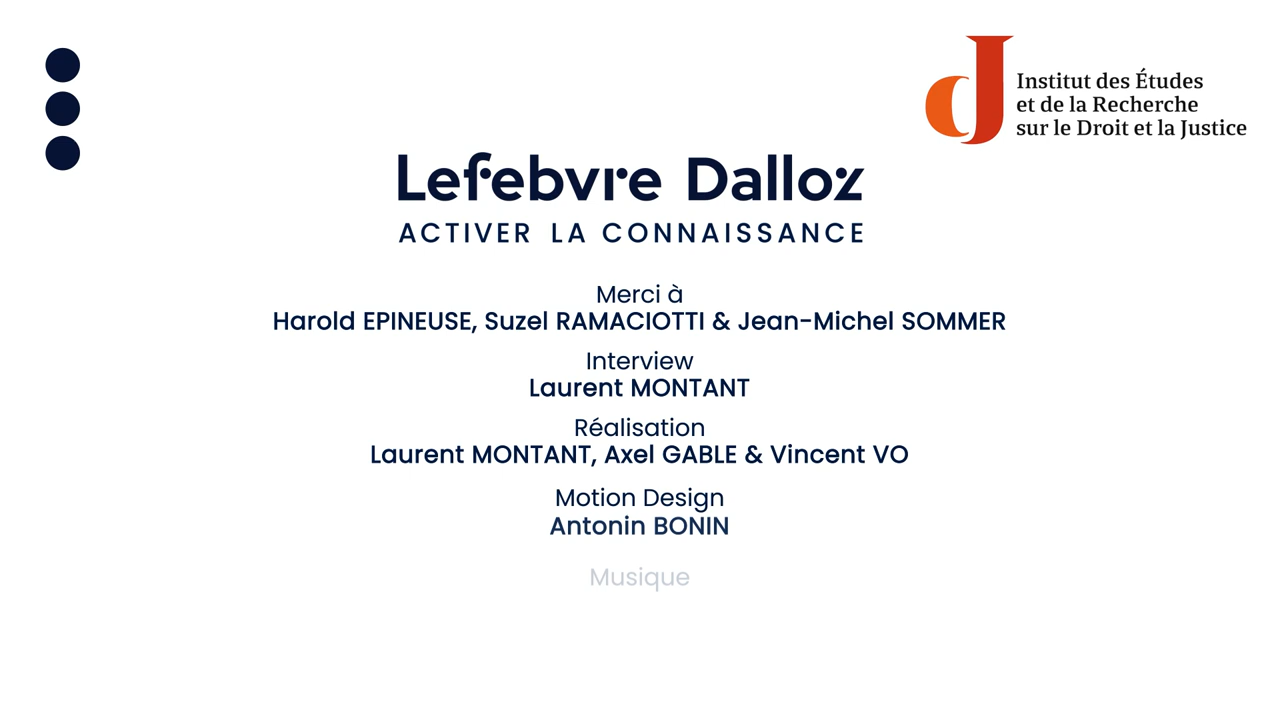 Institut des Études
et de la Recherche
sur le Droit et la Justice
Lefebvre Dalloz
ACTIVER LA CONNAISSANCE
Merci à
Harold EPINEUSE, Suzel RAMACIOTTI & Jean-Michel SOMMER
Interview
Laurent MONTANT
Réalisation
Laurent MONTANT, Axel GABLE & Vincent VO
Motion Design
Antonin BONIN
Musique